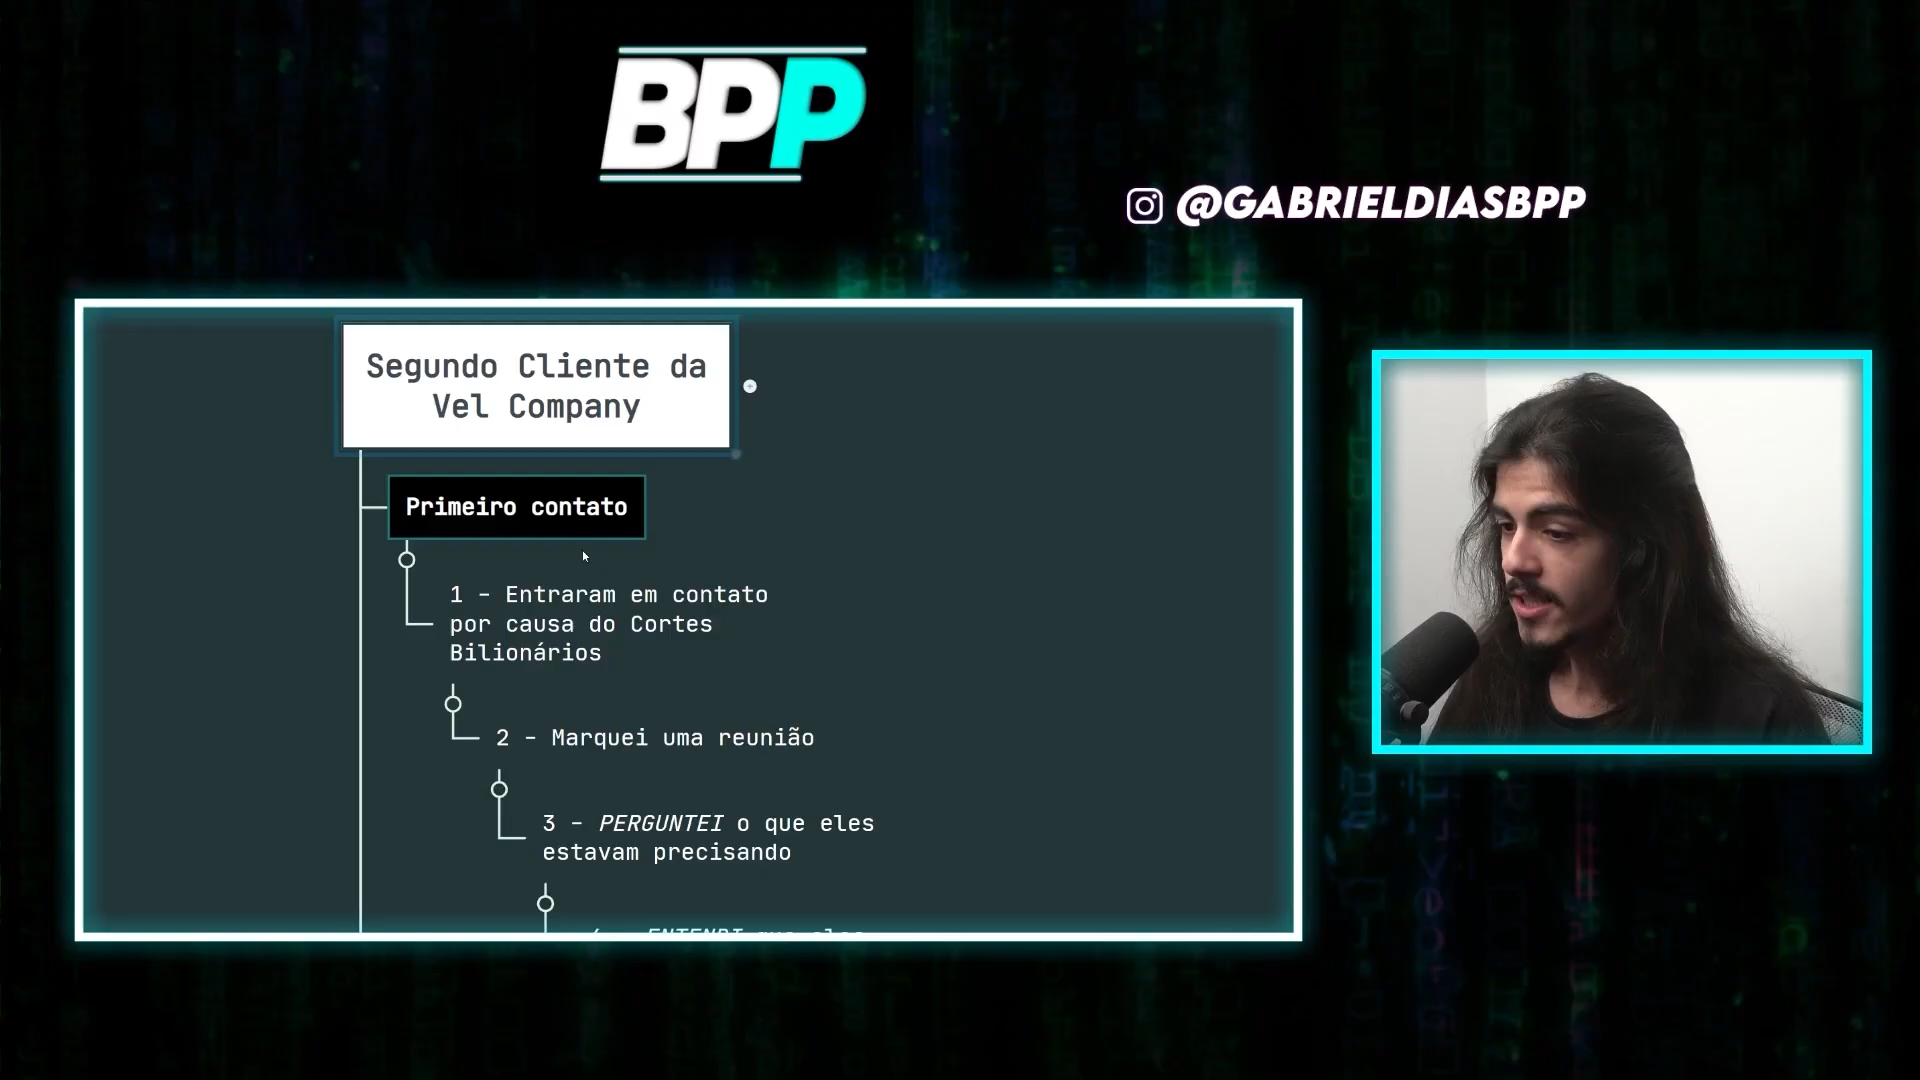 BPP
@GABRIELDIASBPP
Segundo Cliente da
Vel Company
Primeiro contato
1 - Entraram em contato
por causa do Cortes
Bilionários
2 - Marquei uma reunião
3 - PERGUNTEI o que eles
estavam precisando